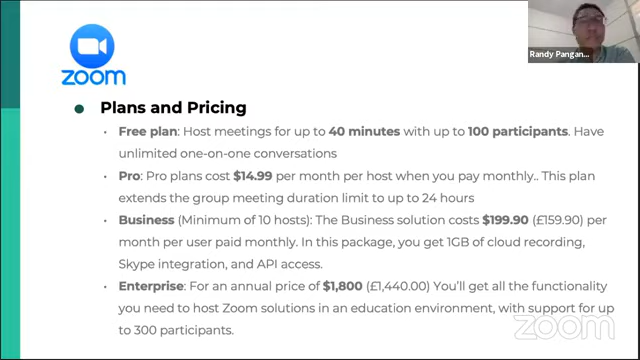 Randy Pangan...
zoom
Plans and Pricing
Free plan: Host meetings for up to 40 minutes with up to 100 participants. Have
unlimited one-on-one conversations
Pro: Pro plans cost $14.99 per month per host when you pay monthly.. This plan
extends the group meeting duration limit to up to 24 hours
Business (Minimum of 10 hosts): The Business solution costs $199.90 (£159.90) per
month per user paid monthly. In this package, you get 1GB of cloud recording,
Skype integration, and API access.
Enterprise: For an annual price of $1,800 (£1,440.00) You'll get all the functionality
you need to host Zoom solutions in an education environment, with support for up
to 300 participants.
zoom